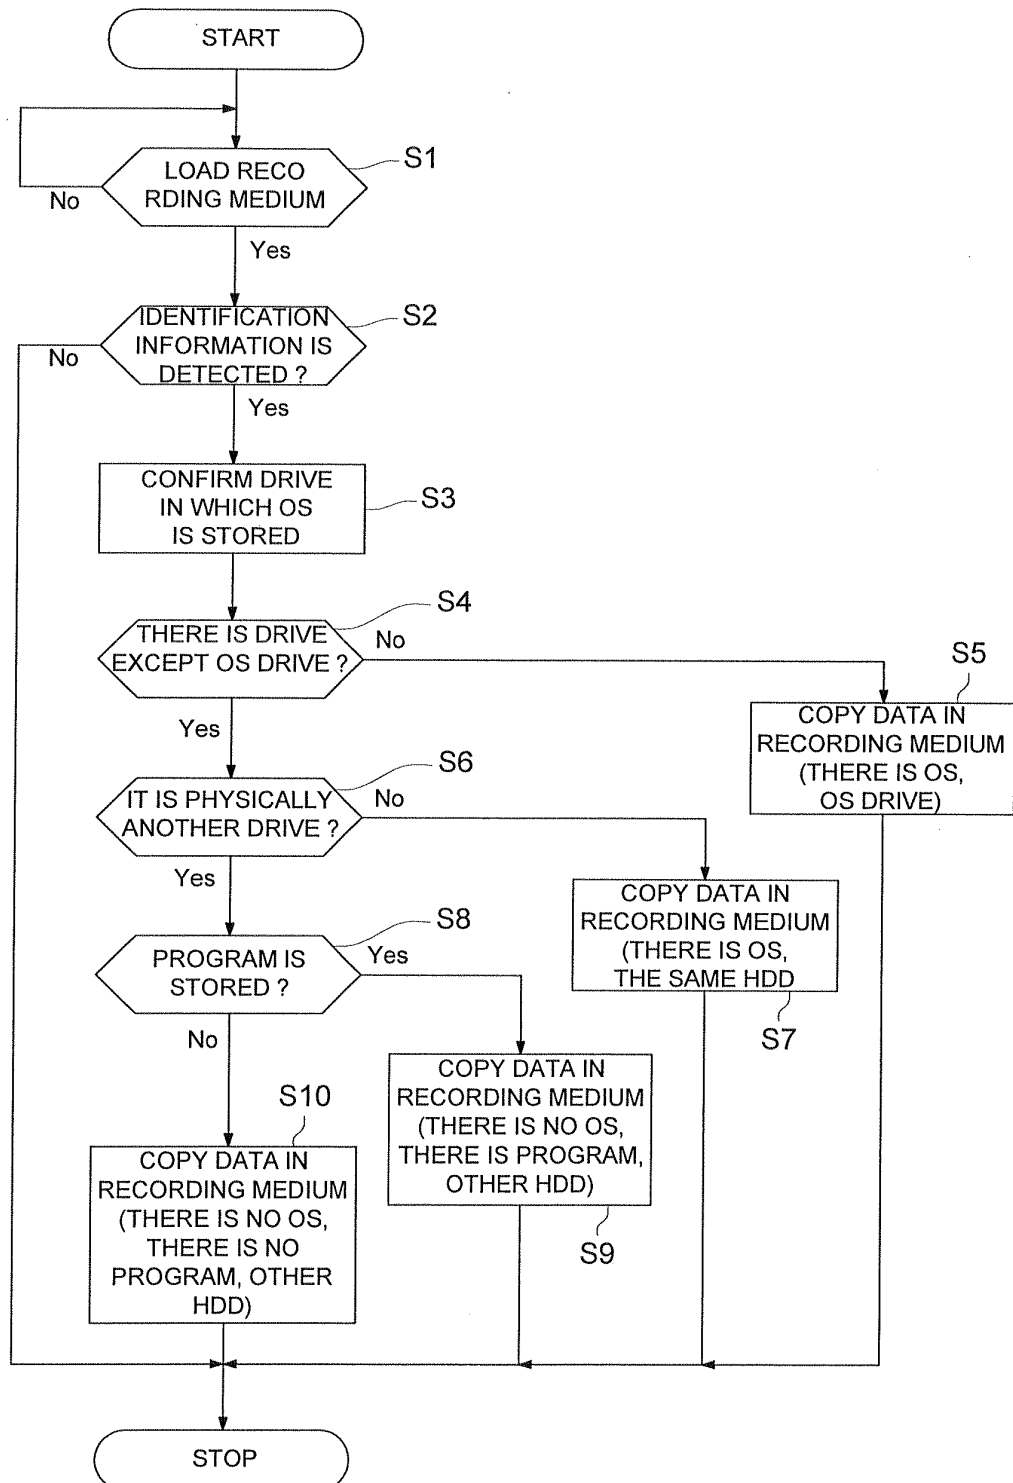 START
LOAD RECO
RDING MEDIUM
S1
No
Yes
IDENTIFICATION
INFORMATION IS
DETECTED ?
S2
No
Yes
CONFIRM DRIVE
IN WHICH OS
IS STORED
S3
THERE IS DRIVE
EXCEPT OS DRIVE ?
S4
No
Yes
COPY DATA IN
RECORDING MEDIUM
(THERE IS OS,
OS DRIVE)
S5
IT IS PHYSICALLY
ANOTHER DRIVE ?
S6
No
Yes
COPY DATA IN
RECORDING MEDIUM
(THERE IS OS,
THE SAME HDD
S7
PROGRAM IS
STORED ?
S8
Yes
No
COPY DATA IN
RECORDING MEDIUM
(THERE IS NO OS,
THERE IS PROGRAM,
OTHER HDD)
S9
S10
COPY DATA IN
RECORDING MEDIUM
(THERE IS NO OS,
THERE IS NO
PROGRAM, OTHER
HDD)
STOP